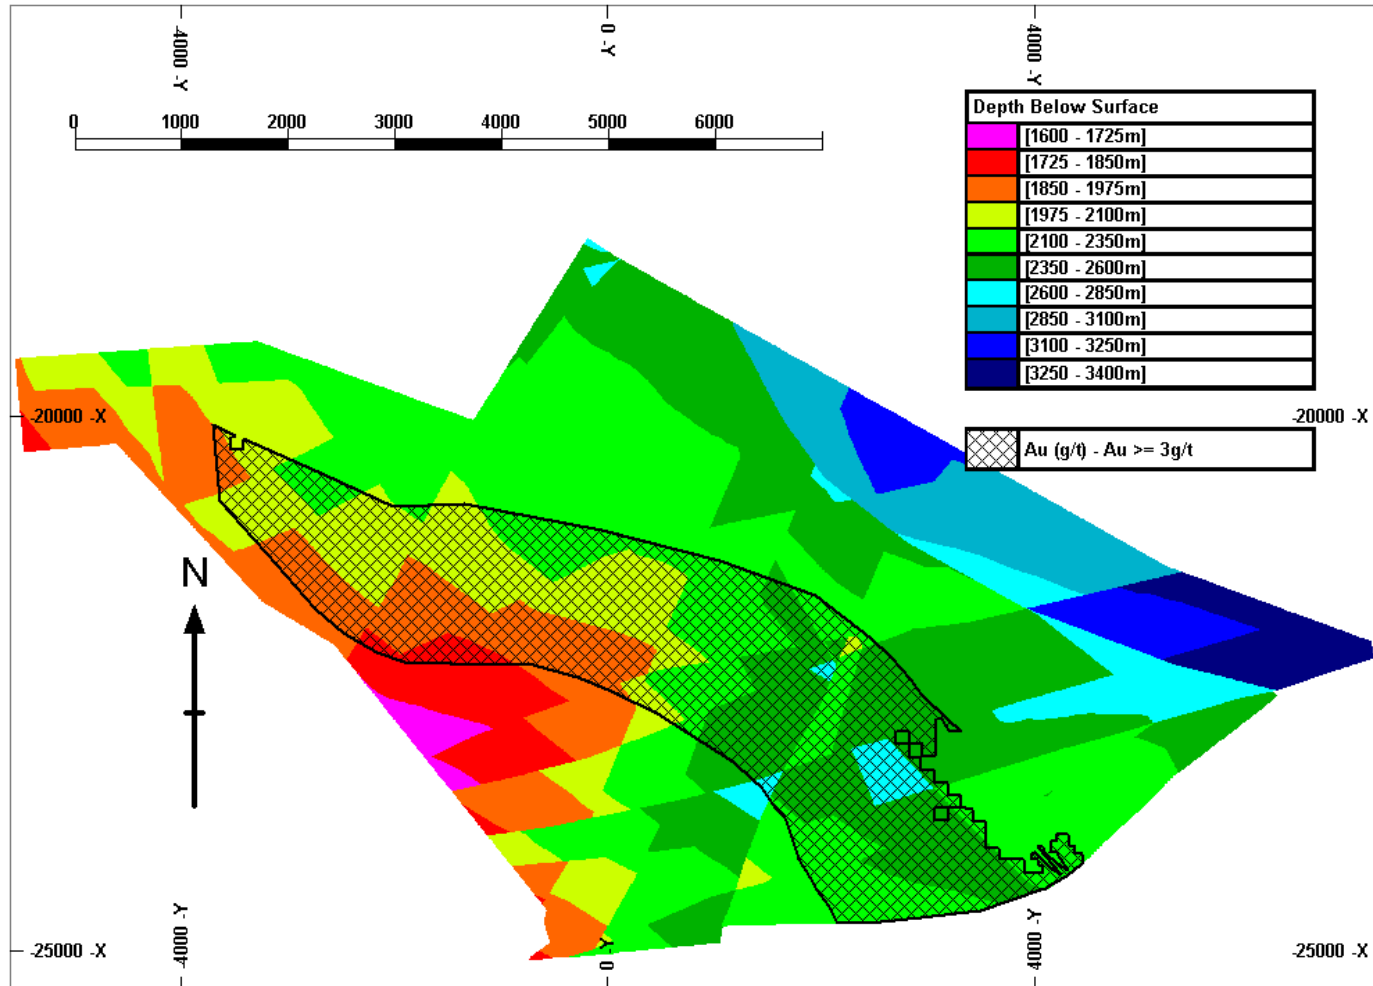 -4000 -Y
0 -Y
4000 -Y
0 1000 2000 3000 4000 5000 6000
Depth Below Surface
[1600 - 1725m]
[1725 - 1850m]
[1850 - 1975m]
[1975 - 2100m]
[2100 - 2350m]
[2350 - 2600m]
[2600 - 2850m]
[2850 - 3100m]
[3100 - 3250m]
[3250 - 3400m]
-20000 -X
-20000 -X
Au (g/t) - Au >= 3g/t
N
-25000 -X
-25000 -X
-4000 -Y
0 -Y
4000 -Y